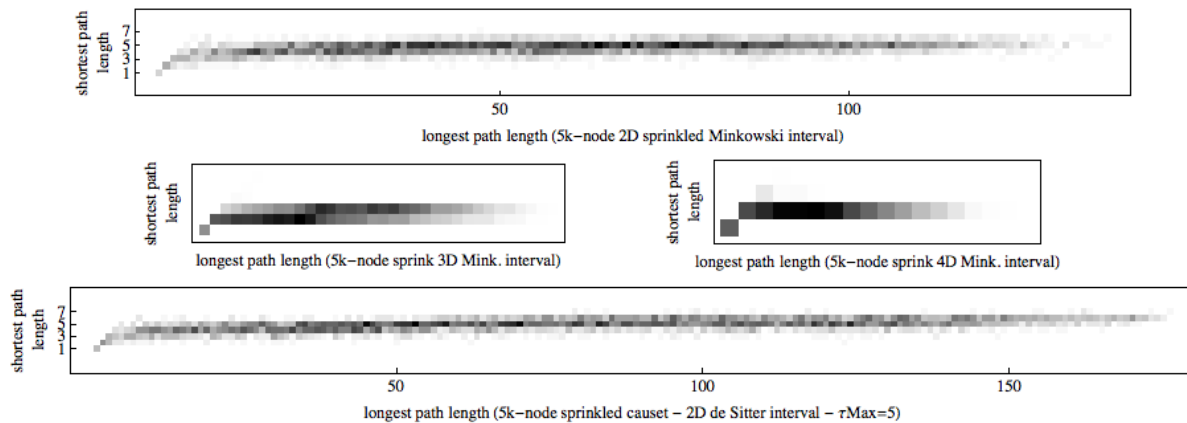 shortest path
length
7
5
3
1
50
100
longest path length (5k−node 2D sprinkled Minkowski interval)
shortest path
length
longest path length (5k−node sprink 3D Mink. interval)
shortest path
length
longest path length (5k−node sprink 4D Mink. interval)
shortest path
length
7
5
3
1
50
100
150
longest path length (5k−node sprinkled causet − 2D de Sitter interval − τMax=5)